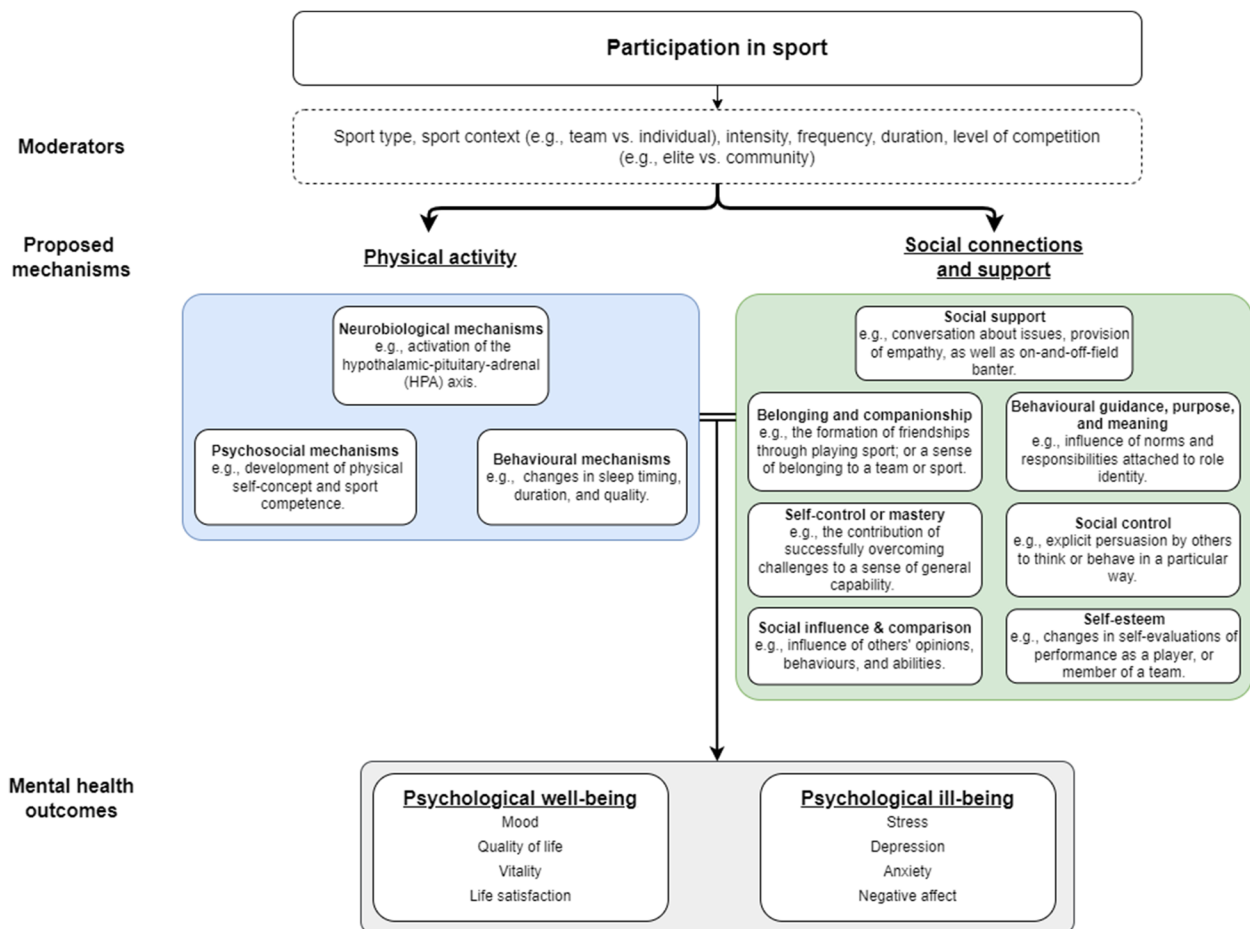 Participation in sport
Moderators
Sport type, sport context (e.g., team vs. individual), intensity, frequency, duration, level of competition
(e.g., elite vs. community)
Proposed
mechanisms
Physical activity
Social connections
and support
Neurobiological mechanisms
e.g., activation of the
hypothalamic-pituitary-adrenal
(HPA) axis.
Psychosocial mechanisms
e.g., development of physical
self-concept and sport
competence.
Behavioural mechanisms
e.g., changes in sleep timing,
duration, and quality.
Social support
e.g., conversation about issues, provision
of empathy, as well as on-and-off-field
banter.
Belonging and companionship
e.g., the formation of friendships
through playing sport; or a sense
of belonging to a team or sport.
Behavioural guidance, purpose,
and meaning
e.g., influence of norms and
responsibilities attached to role
identity.
Self-control or mastery
e.g., the contribution of
successfully overcoming
challenges to a sense of general
capability.
Social control
e.g., explicit persuasion by others
to think or behave in a particular
way.
Social influence & comparison
e.g., influence of others' opinions,
behaviours, and abilities.
Self-esteem
e.g., changes in self-evaluations of
performance as a player, or
member of a team.
Mental health
outcomes
Psychological well-being
Mood
Quality of life
Vitality
Life satisfaction
Psychological ill-being
Stress
Depression
Anxiety
Negative affect